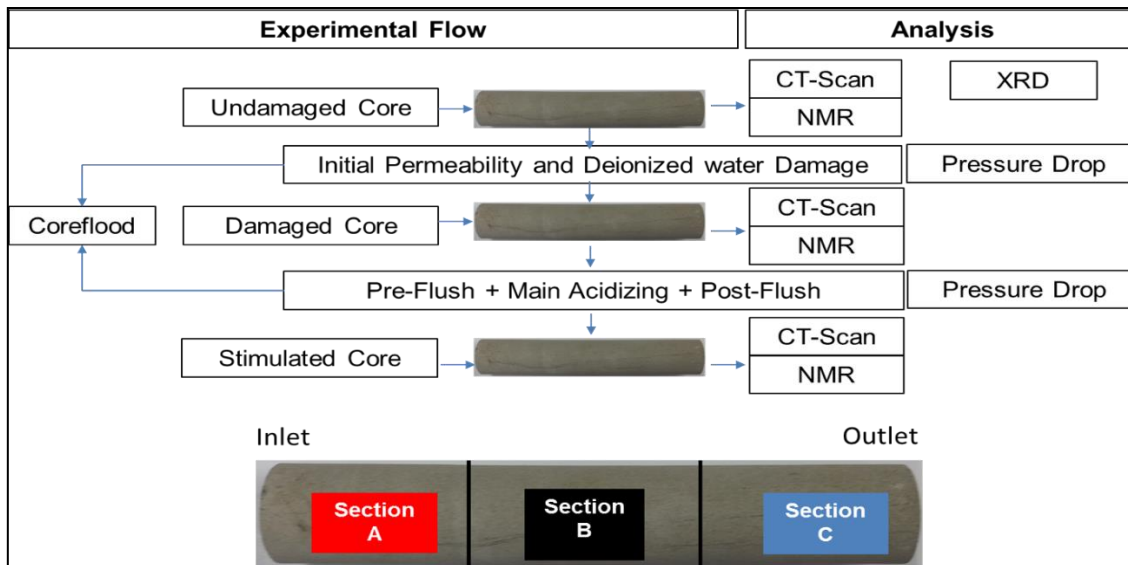 Experimental Flow
Analysis
Undamaged Core
CT-Scan
NMR
XRD
Initial Permeability and Deionized water Damage
Pressure Drop
Coreflood
Damaged Core
CT-Scan
NMR
Pre-Flush + Main Acidizing + Post-Flush
Pressure Drop
Stimulated Core
CT-Scan
NMR
Inlet
Outlet
Section
A
Section
B
Section
C